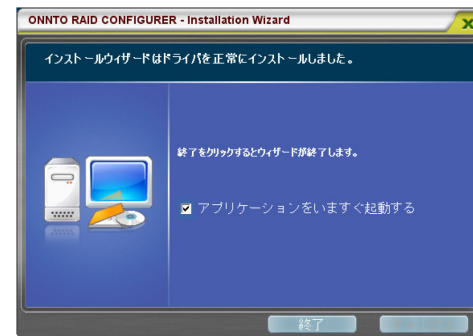 ONNTO RAID CONFIGURER - Installation Wizard
インストールウィザードはドライバを正常にインストールしました。
終了をクリックするとウィザードが終了します。
アプリケーションをいますぐ起動する
終了